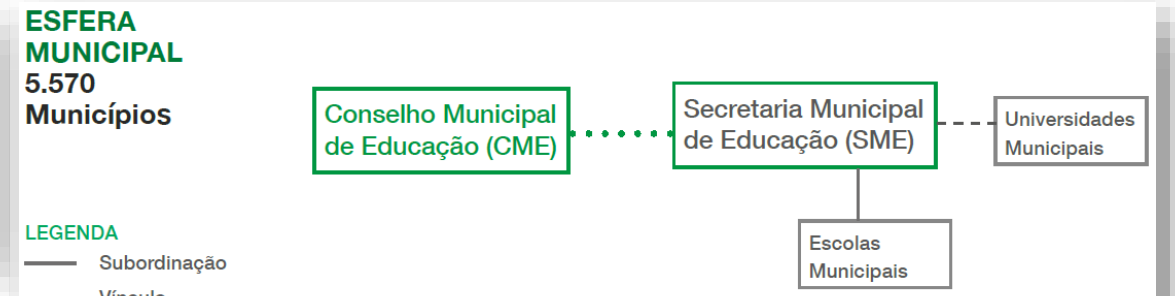 ESFERA
MUNICIPAL
5.570
Municípios
Conselho Municipal
de Educação (CME)
Secretaria Municipal
de Educação (SME)
Universidades
Municipais
Escolas
Municipais
LEGENDA
Subordinação
Vínculo